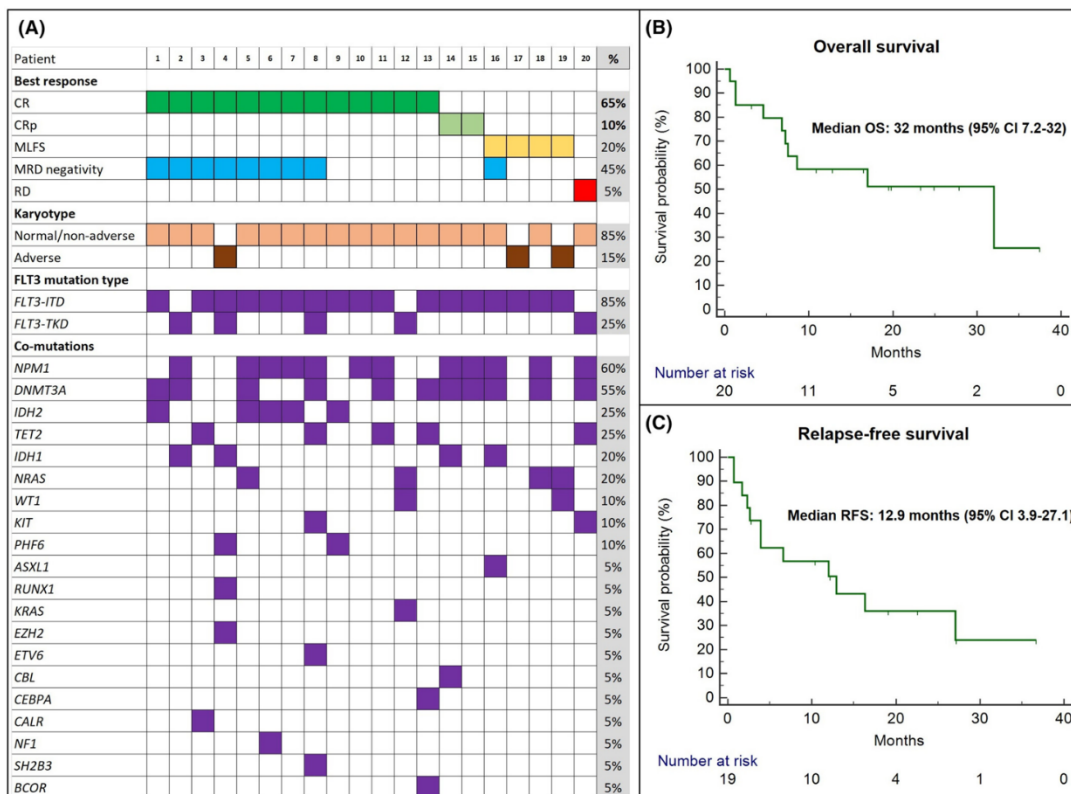 (A)
Patient 1 2 3 4 5 6 7 8 9 10 11 12 13 14 15 16 17 18 19 20 %
Best response
CR 65%
CRp 10%
MLFS 20%
MRD negativity 45%
RD 5%
Karyotype
Normal/non-adverse 85%
Adverse 15%
FLT3 mutation type
FLT3-ITD 85%
FLT3-TKD 25%
Co-mutations
NPM1 60%
DNMT3A 55%
IDH2 25%
TET2 25%
IDH1 20%
NRAS 20%
WT1 10%
KIT 10%
PHF6 10%
ASXL1 5%
RUNX1 5%
KRAS 5%
EZH2 5%
ETV6 5%
CBL 5%
CEBPA 5%
CALR 5%
NF1 5%
SH2B3 5%
BCOR 5%
(B)
Overall survival
Survival probability (%)
100
90
80
70
60
50
40
30
20
10
0
Median OS: 32 months (95% CI 7.2-32)
0 10 20 30 40
Months
Number at risk
20 11 5 2 0
(C)
Relapse-free survival
Survival probability (%)
100
90
80
70
60
50
40
30
20
10
0
Median RFS: 12.9 months (95% CI 3.9-27.1)
0 10 20 30 40
Months
Number at risk
19 10 4 1 0